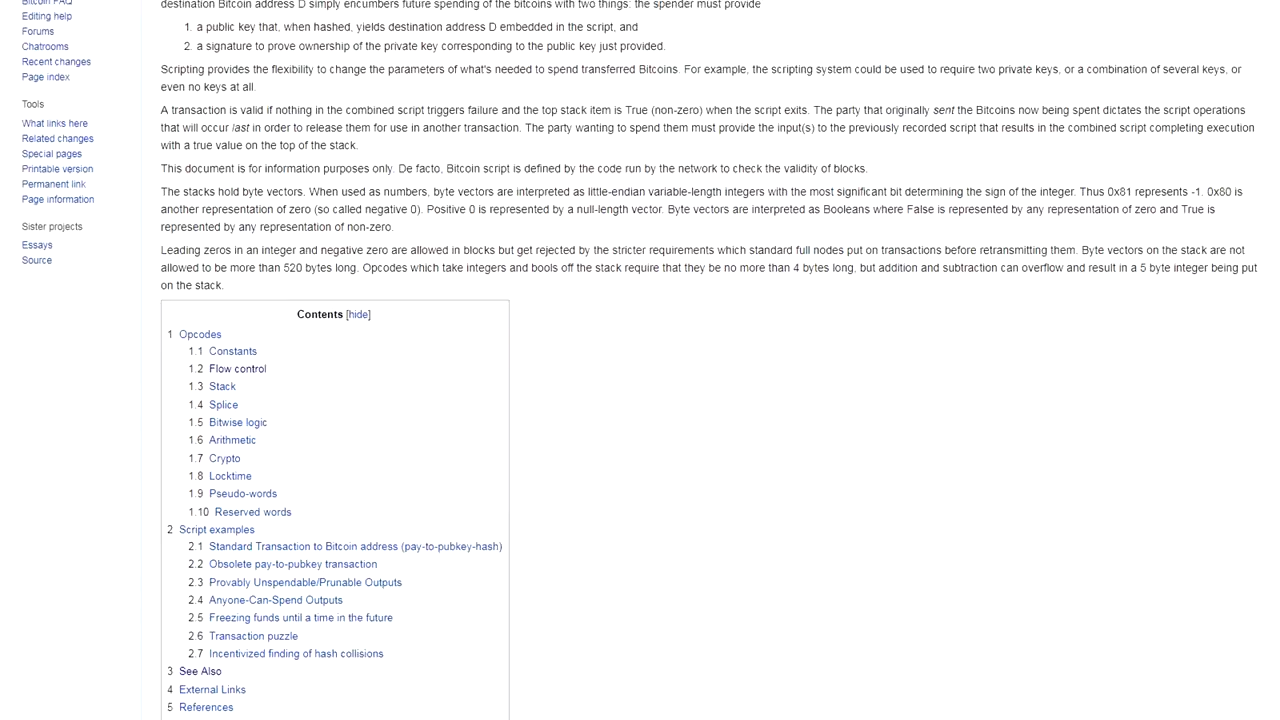 Bitcoin FAQ
Editing help
Forums
Chatrooms
Recent changes
Page index
Tools
What links here
Related changes
Special pages
Printable version
Permanent link
Page information
Sister projects
Essays
Source
destination Bitcoin address D simply encumbers future spending of the bitcoins with two things: the spender must provide
1. a public key that, when hashed, yields destination address D embedded in the script, and
2. a signature to prove ownership of the private key corresponding to the public key just provided.
Scripting provides the flexibility to change the parameters of what's needed to spend transferred Bitcoins. For example, the scripting system could be used to require two private keys, or a combination of several keys, or
even no keys at all.
A transaction is valid if nothing in the combined script triggers failure and the top stack item is True (non-zero) when the script exits. The party that originally sent the Bitcoins now being spent dictates the script operations
that will occur last in order to release them for use in another transaction. The party wanting to spend them must provide the input(s) to the previously recorded script that results in the combined script completing execution
with a true value on the top of the stack.
This document is for information purposes only. De facto, Bitcoin script is defined by the code run by the network to check the validity of blocks.
The stacks hold byte vectors. When used as numbers, byte vectors are interpreted as little-endian variable-length integers with the most significant bit determining the sign of the integer. Thus 0x81 represents -1. 0x80 is
another representation of zero (so called negative 0). Positive 0 is represented by a null-length vector. Byte vectors are interpreted as Booleans where False is represented by any representation of zero and True is
represented by any representation of non-zero.
Leading zeros in an integer and negative zero are allowed in blocks but get rejected by the stricter requirements which standard full nodes put on transactions before retransmitting them. Byte vectors on the stack are not
allowed to be more than 520 bytes long. Opcodes which take integers and bools off the stack require that they be no more than 4 bytes long, but addition and subtraction can overflow and result in a 5 byte integer being put
on the stack.
Contents [hide]
1 Opcodes
1.1 Constants
1.2 Flow control
1.3 Stack
1.4 Splice
1.5 Bitwise logic
1.6 Arithmetic
1.7 Crypto
1.8 Locktime
1.9 Pseudo-words
1.10 Reserved words
2 Script examples
2.1 Standard Transaction to Bitcoin address (pay-to-pubkey-hash)
2.2 Obsolete pay-to-pubkey transaction
2.3 Provably Unspendable/Prunable Outputs
2.4 Anyone-Can-Spend Outputs
2.5 Freezing funds until a time in the future
2.6 Transaction puzzle
2.7 Incentivized finding of hash collisions
3 See Also
4 External Links
5 References